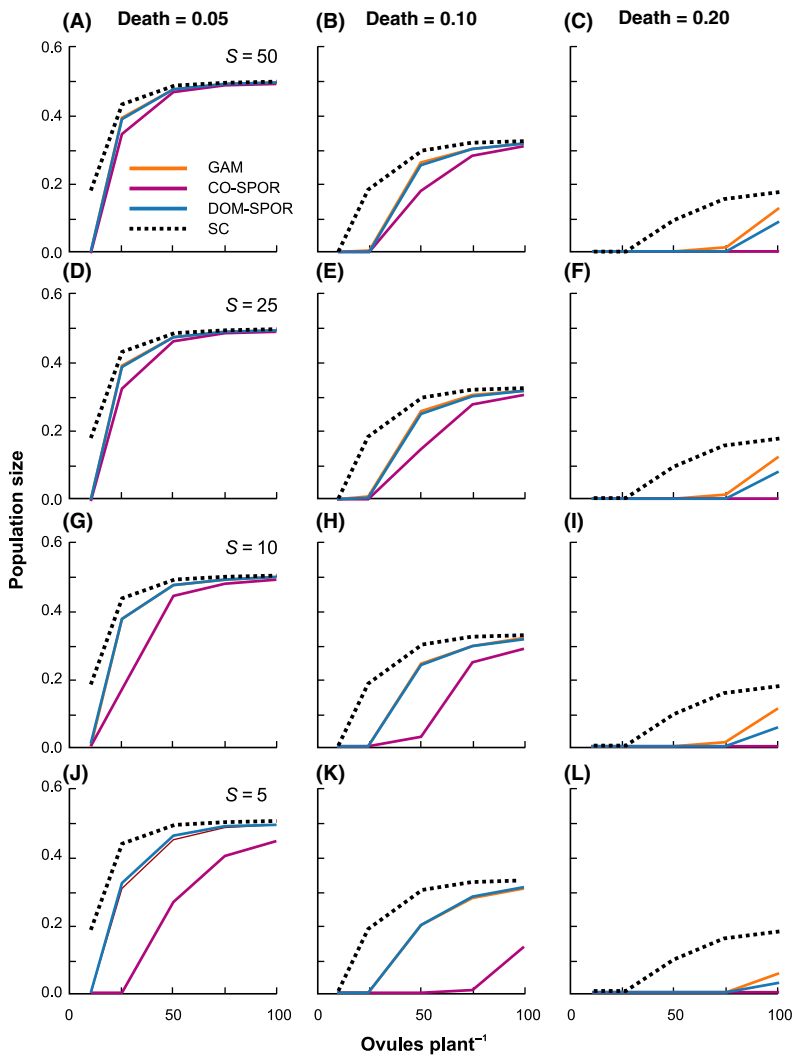 (A) Death = 0.05 (B) Death = 0.10 (C) Death = 0.20
0.6
S = 50
0.4
GAM
CO-SPOR
0.2
DOM-SPOR
SC
0.0
(D) (E) (F)
0.6
S = 25
0.4
0.2
0.0
(G) (H) (I)
0.6
S = 10
0.4
0.2
0.0
(J) (K) (L)
0.6
S = 5
0.4
0.2
0.0
0 50 100 0 50 100 0 50 100
Population size
Ovules plant⁻¹